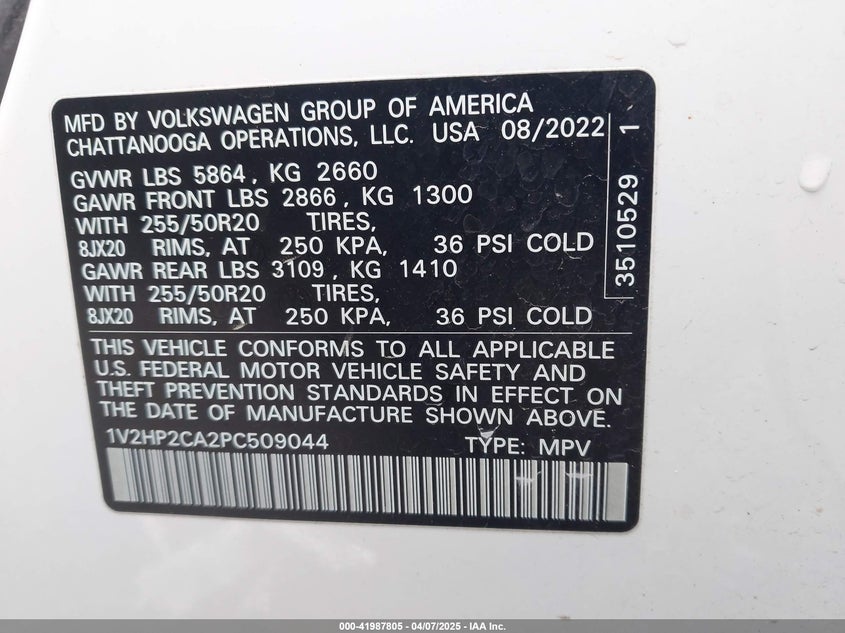 MFD BY VOLKSWAGEN GROUP OF AMERICA
CHATTANOOGA OPERATIONS, LLC. USA 08/2022
GVWR LBS 5864, KG 2660
GAWR FRONT LBS 2866, KG 1300
WITH 255/50R20 TIRES,
8JX20 RIMS, AT 250 KPA, 36 PSI COLD
GAWR REAR LBS 3109, KG 1410
WITH 255/50R20 TIRES,
8JX20 RIMS, AT 250 KPA, 36 PSI COLD
THIS VEHICLE CONFORMS TO ALL APPLICABLE
U.S. FEDERAL MOTOR VEHICLE SAFETY AND
THEFT PREVENTION STANDARDS IN EFFECT ON
THE DATE OF MANUFACTURE SHOWN ABOVE.
1V2HP2CA2PC509044 TYPE: MPV
3510529 1
000-41987805 - 04/07/2025 - IAA Inc.